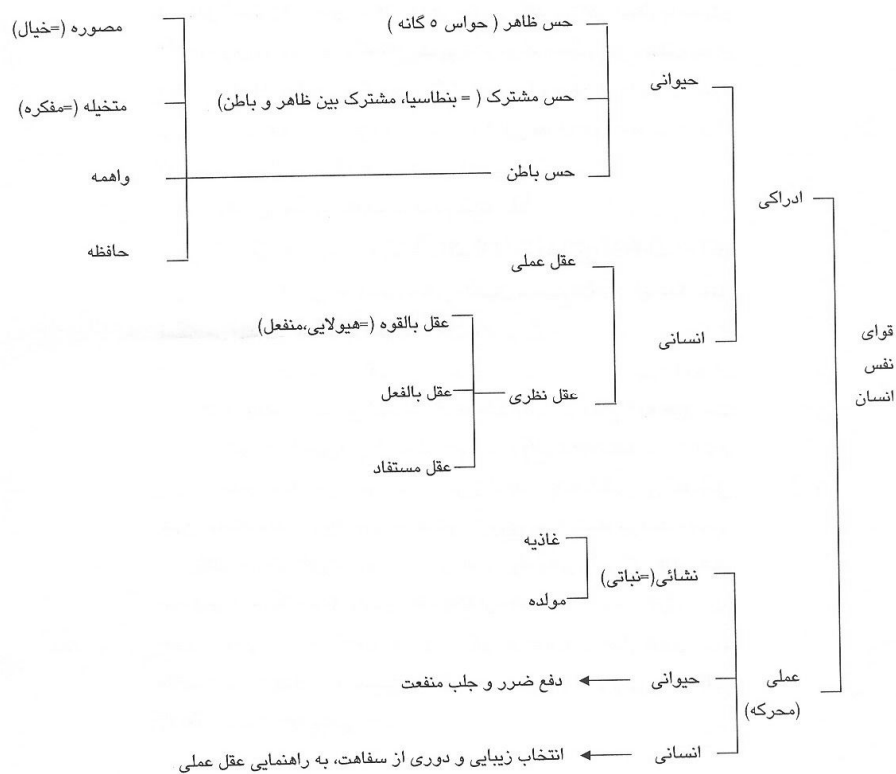 قوای
نفس
انسان
ادراکی
حیوانی
حس ظاهر ( حواس ۵ گانه )
حس مشترک ( = بنطاسیا، مشترک بین ظاهر و باطن)
حس باطن
مصوره (=خیال)
متخیله (=مفکره)
واهمه
حافظه
انسانی
عقل عملی
عقل نظری
عقل بالقوه (=هیولایی،منفعل)
عقل بالفعل
عقل مستفاد
عملی
(محرکه)
نشائی(=نباتی)
غاذیه
مولده
حیوانی
دفع ضرر و جلب منفعت
انسانی
انتخاب زیبایی و دوری از سفاهت، به راهنمایی عقل عملی